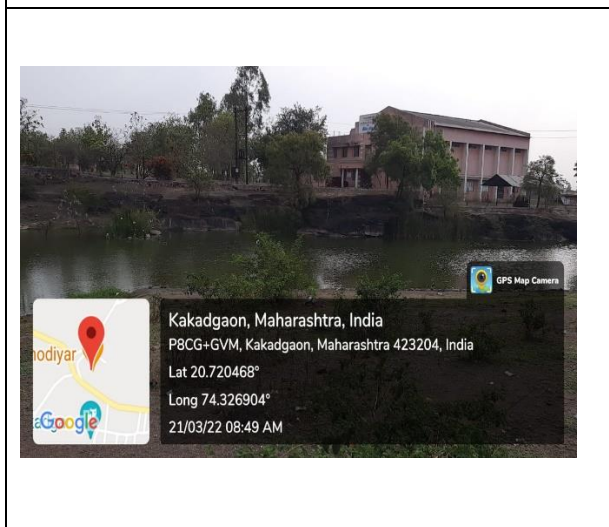 GPS Map Camera
Kakadgaon, Maharashtra, India
P8CG+GVM, Kakadgaon, Maharashtra 423204, India
Lat 20.720468°
Long 74.326904°
21/03/22 08:49 AM
odiyar
Google